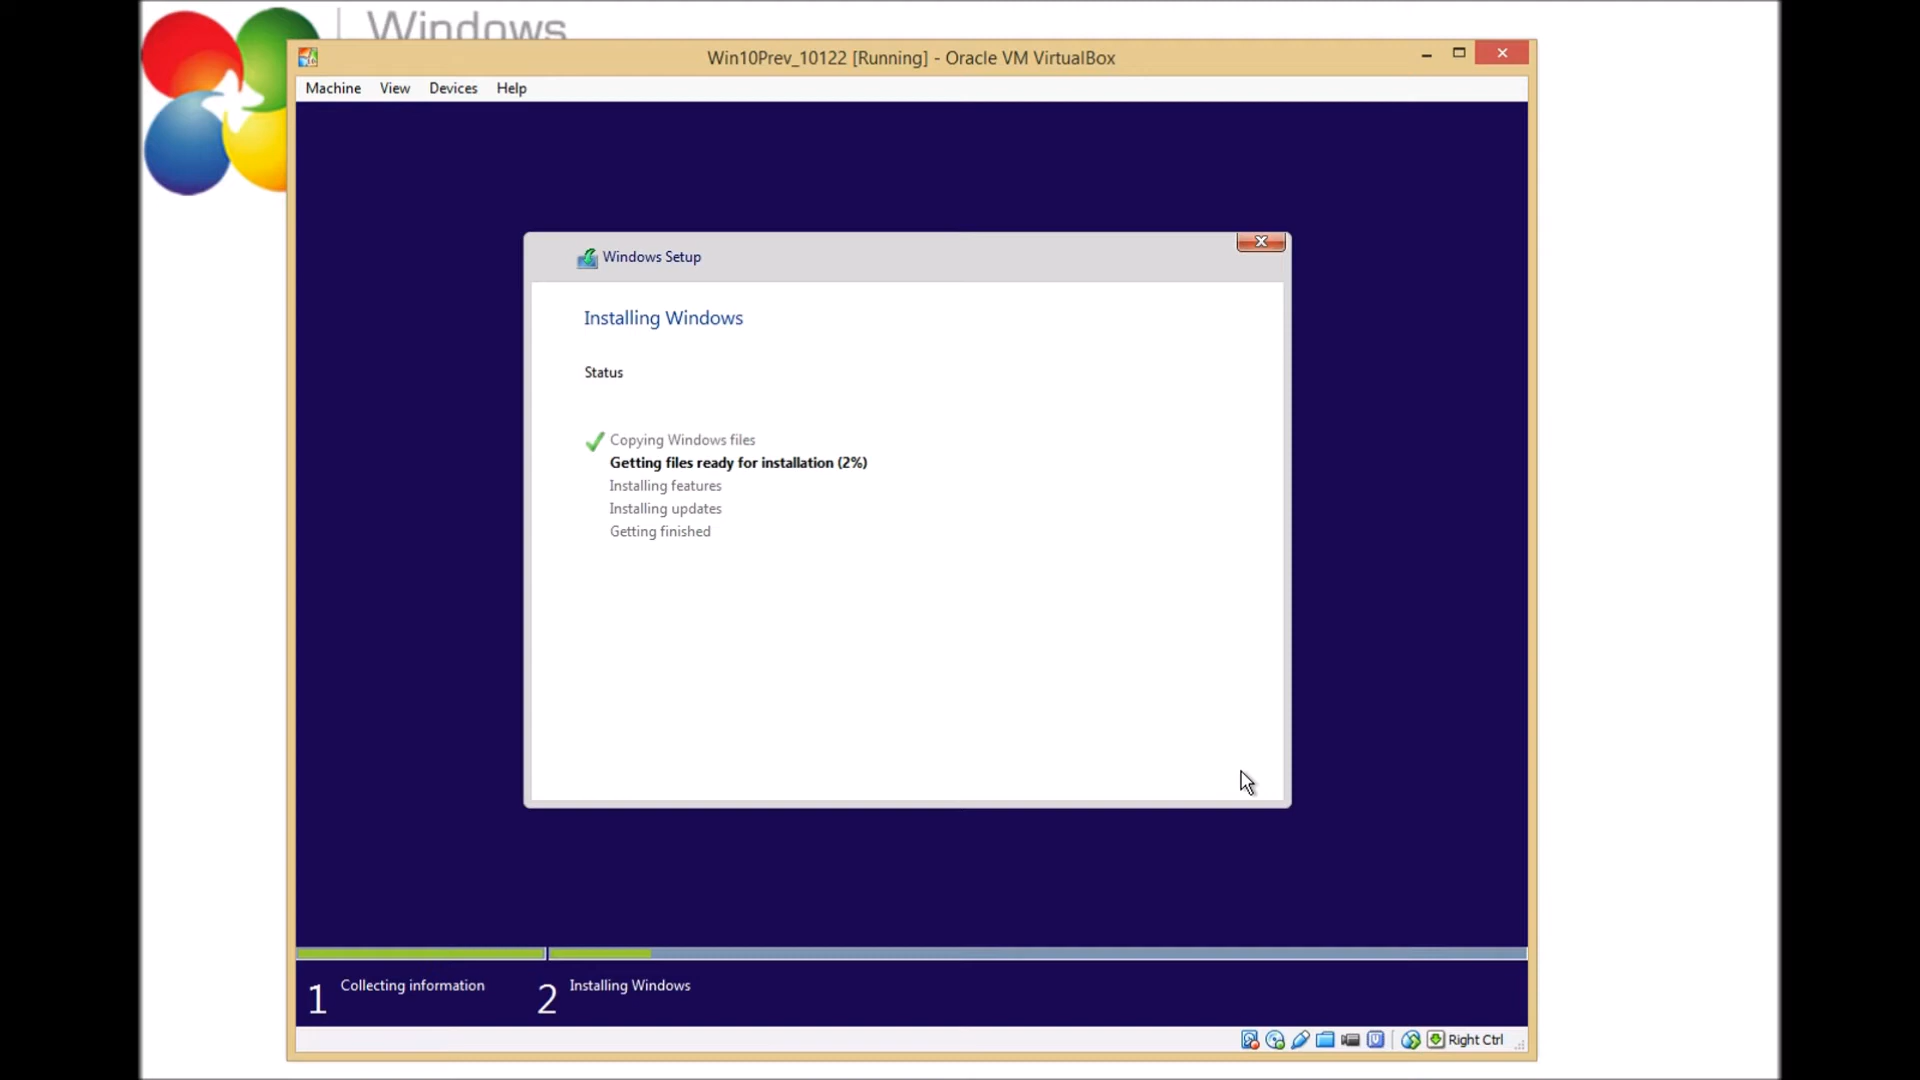 Windows
Win10Prev_10122 [Running] - Oracle VM VirtualBox
Machine View Devices Help
Windows Setup
Installing Windows
Status
Copying Windows files
Getting files ready for installation (2%)
Installing features
Installing updates
Getting finished
1 Collecting information 2 Installing Windows
Right Ctrl